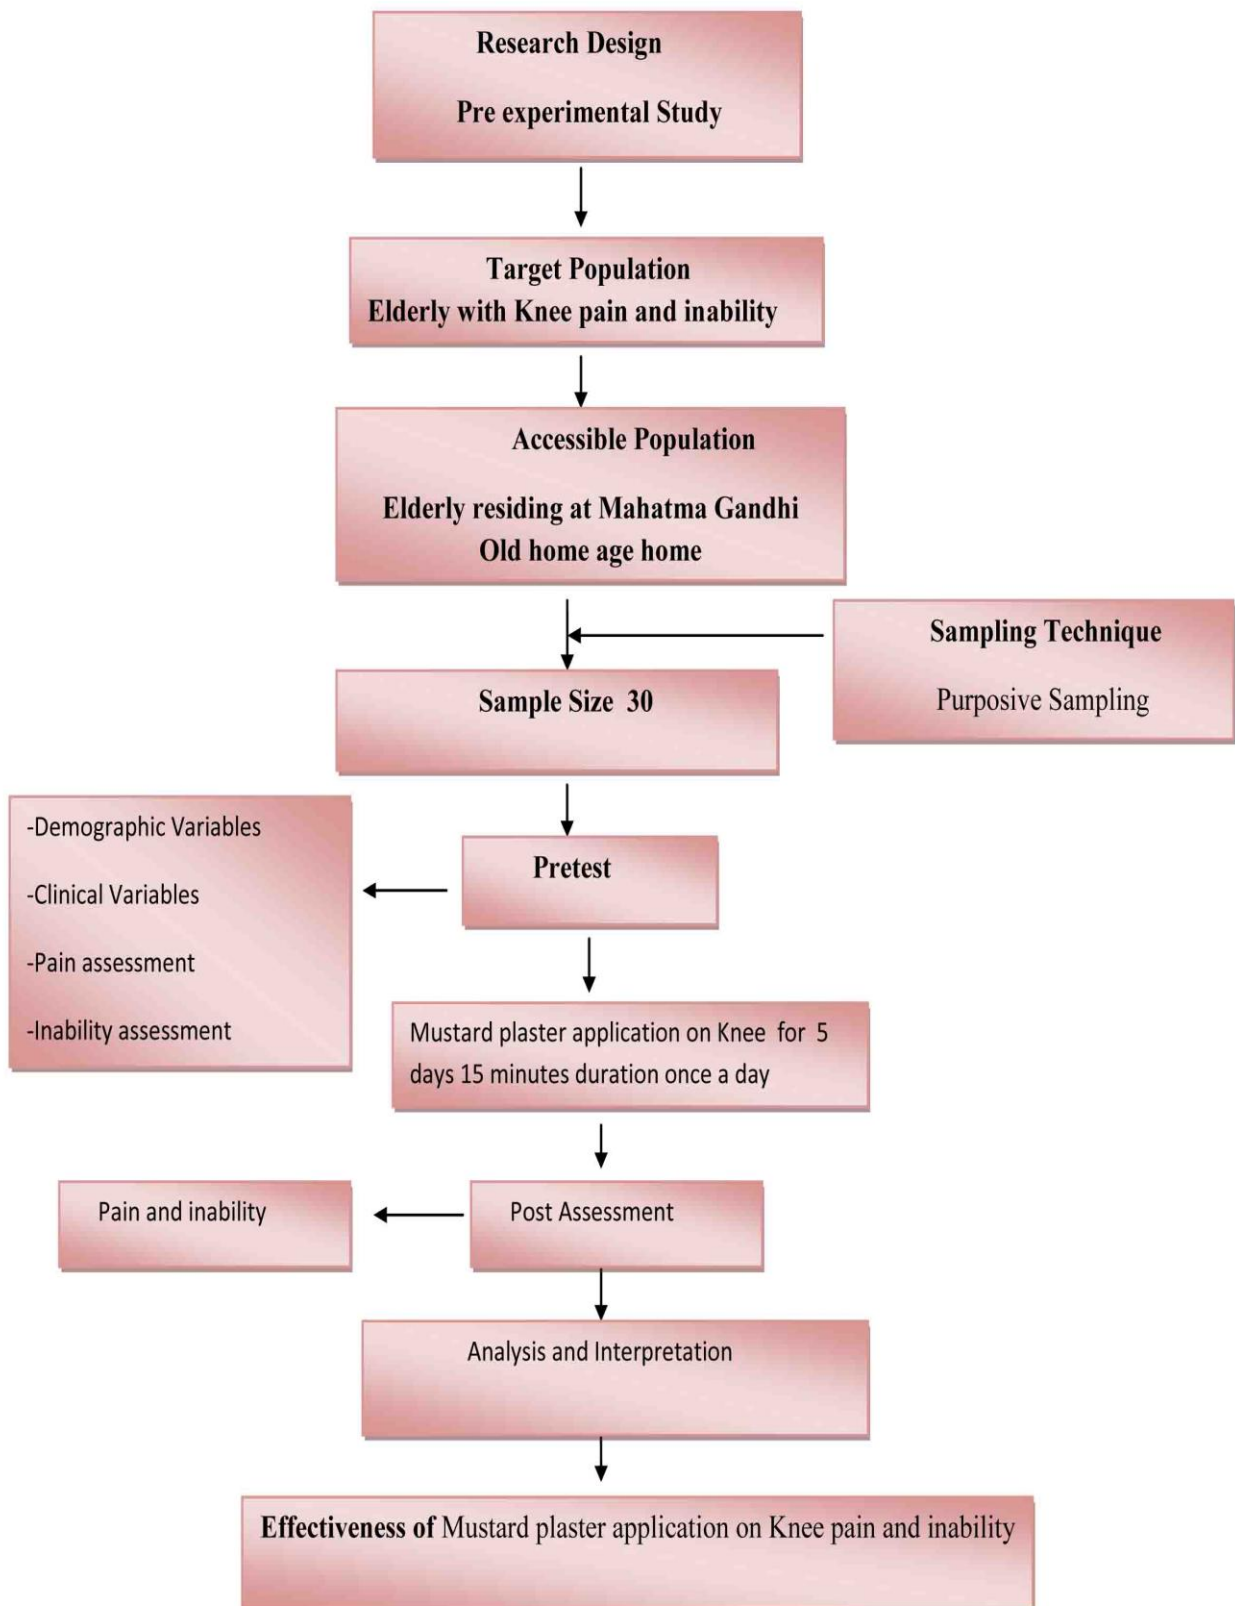 Research Design
Pre experimental Study
Target Population
Elderly with Knee pain and inability
Accessible Population
Elderly residing at Mahatma Gandhi
Old home age home
Sampling Technique
Purposive Sampling
Sample Size 30
-Demographic Variables
-Clinical Variables
-Pain assessment
-Inability assessment
Pretest
Mustard plaster application on Knee for 5
days 15 minutes duration once a day
Pain and inability
Post Assessment
Analysis and Interpretation
Effectiveness of Mustard plaster application on Knee pain and inability